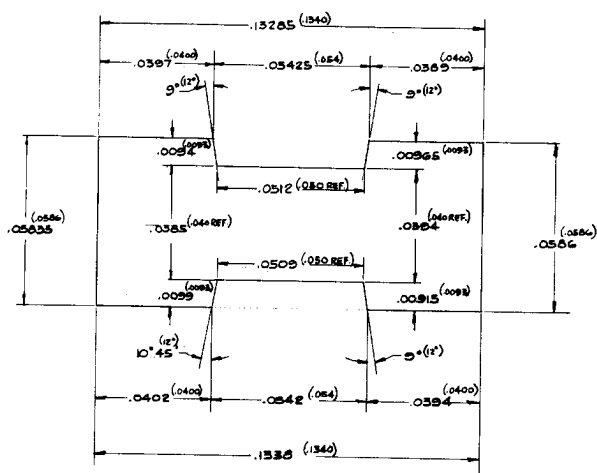 .13285 (.1340)
.0397 (.0400) .05425 (.054) .0389 (.0400)
9° (12°) 9° (12°)
.0094 (.0093) .00965 (.0093)
.0512 (.050 REF.)
.05835 (.0586) .0385 (.040 REF) .0394 (.040 REF.) .0586 (.0586)
.0509 (.050 REF.)
.0099 (.0093) .00915 (.0093)
10° 45' (12°) 9° (12°)
.0402 (.0400) .0542 (.054) .0394 (.0400)
.1338 (.1340)